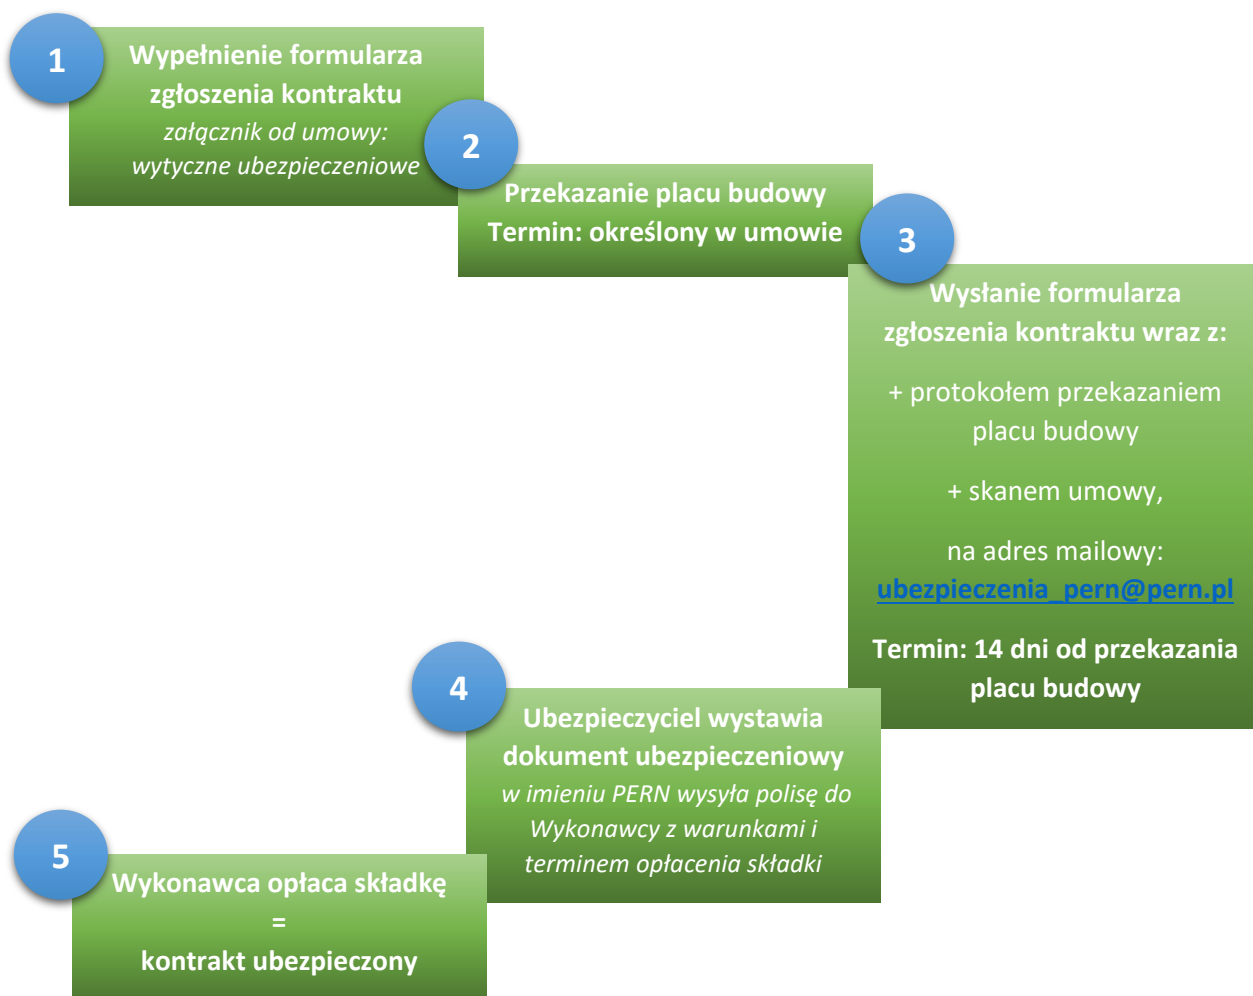 1
Wypełnienie formularza
zgłoszenia kontraktu
załącznik od umowy:
wytyczne ubezpieczeniowe
2
Przekazanie placu budowy
Termin: określony w umowie
3
Wysłanie formularza
zgłoszenia kontraktu wraz z:
+ protokołem przekazaniem
placu budowy
+ skanem umowy,
na adres mailowy:
ubezpieczenia_pern@pern.pl
Termin: 14 dni od przekazania
placu budowy
4
Ubezpieczyciel wystawia
dokument ubezpieczeniowy
w imieniu PERN wysyła polisę do
Wykonawcy z warunkami i
terminem opłacenia składki
5
Wykonawca opłaca składkę
=
kontrakt ubezpieczony